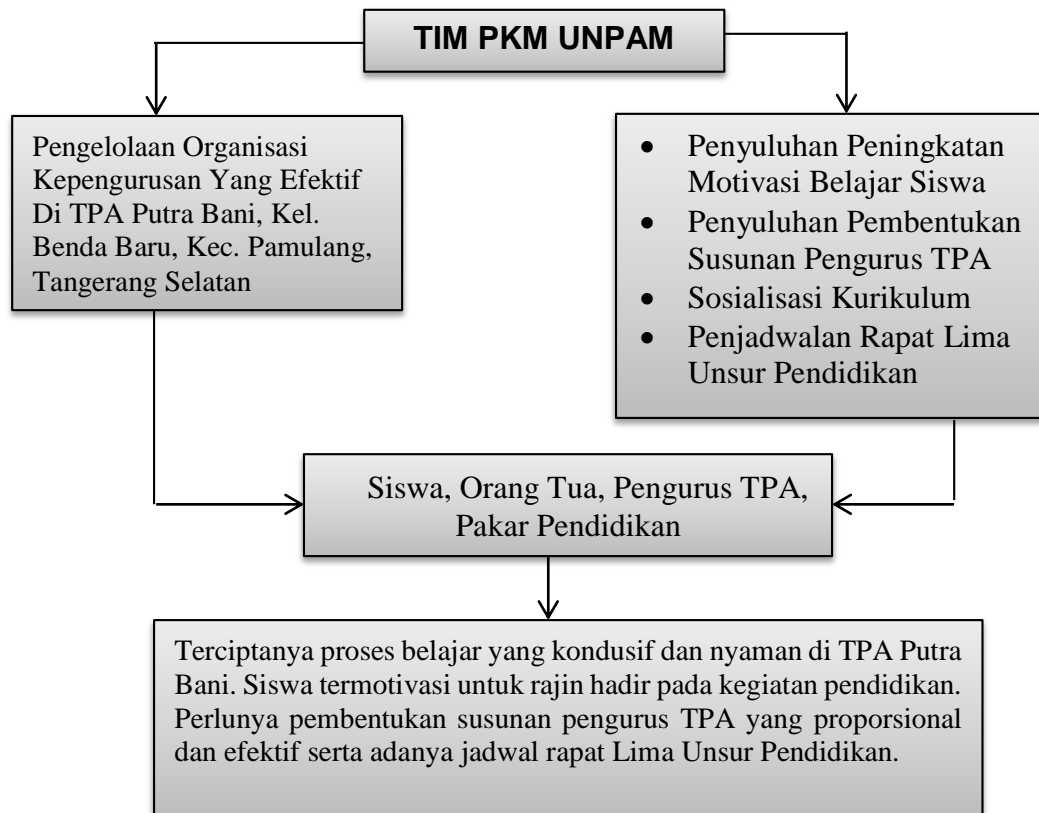 TIM PKM UNPAM
Pengelolaan Organisasi
Kepengurusan Yang Efektif
Di TPA Putra Bani, Kel.
Benda Baru, Kec. Pamulang,
Tangerang Selatan
• Penyuluhan Peningkatan
Motivasi Belajar Siswa
• Penyuluhan Pembentukan
Susunan Pengurus TPA
• Sosialisasi Kurikulum
• Penjadwalan Rapat Lima
Unsur Pendidikan
Siswa, Orang Tua, Pengurus TPA,
Pakar Pendidikan
Terciptanya proses belajar yang kondusif dan nyaman di TPA Putra
Bani. Siswa termotivasi untuk rajin hadir pada kegiatan pendidikan.
Perlunya pembentukan susunan pengurus TPA yang proporsional
dan efektif serta adanya jadwal rapat Lima Unsur Pendidikan.